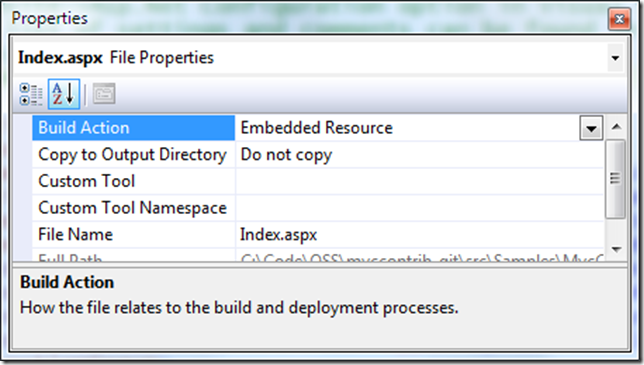 Properties
Index.aspx File Properties
Build Action Embedded Resource
Copy to Output Directory Do not copy
Custom Tool
Custom Tool Namespace
File Name Index.aspx
Full Path C:\Code\OSS\mvccontrib-git\src\Samples\
Build Action
How the file relates to the build and deployment processes.